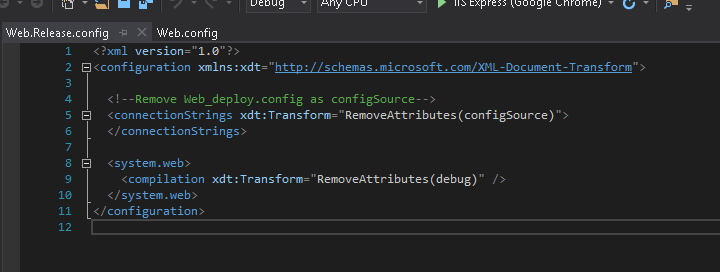 Debug Any CPU IIS Express (Google Chrome)
Web.Release.config Web.config
1 <?xml version="1.0"?>
2 <configuration xmlns:xdt="http://schemas.microsoft.com/XML-Document-Transform">
3
4 <!--Remove Web_deploy.config as configSource-->
5 <connectionStrings xdt:Transform="RemoveAttributes(configSource)">
6 </connectionStrings>
7
8 <system.web>
9 <compilation xdt:Transform="RemoveAttributes(debug)" />
10 </system.web>
11 </configuration>
12